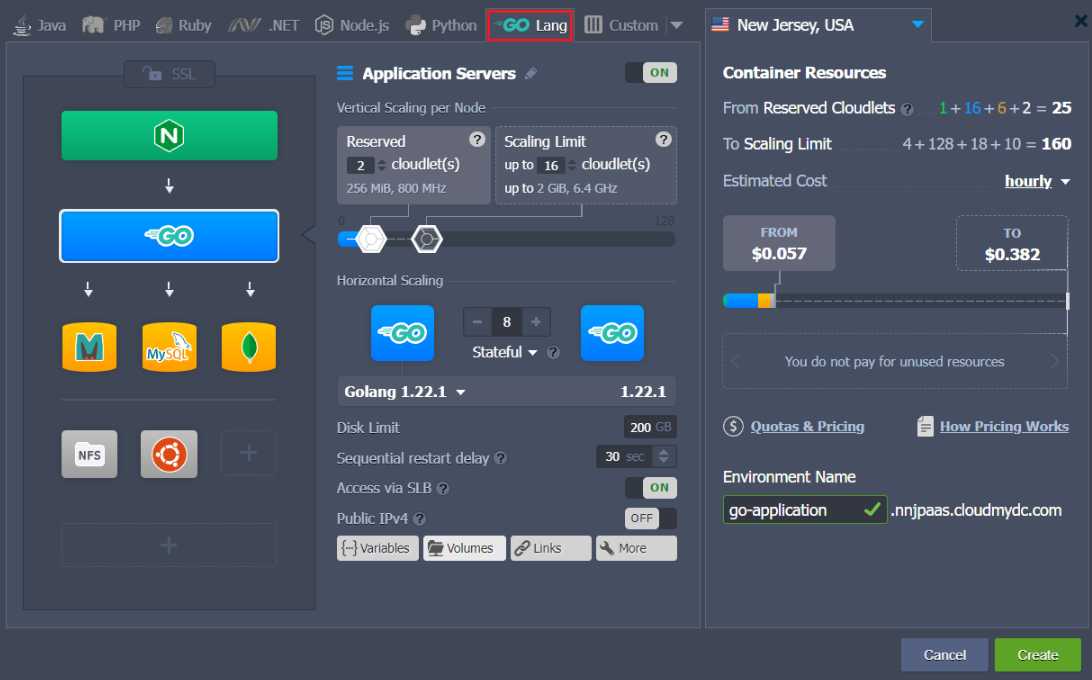 Java PHP Ruby .NET Node.js Python GO Lang Custom
New Jersey, USA
SSL
N
GO
MySQL
NFS
Application Servers ON
Vertical Scaling per Node
Reserved ?
2 cloudlet(s)
256 MiB, 800 MHz
Scaling Limit ?
up to 16 cloudlet(s)
up to 2 GiB, 6.4 GHz
0 128
Horizontal Scaling
GO − 8 + GO
Stateful ?
Golang 1.22.1 1.22.1
Disk Limit 200 GB
Sequential restart delay ? 30 sec
Access via SLB ? ON
Public IPv4 ? OFF
{··} Variables Volumes Links More
Container Resources
From Reserved Cloudlets ? 1 + 16 + 6 + 2 = 25
To Scaling Limit 4 + 128 + 18 + 10 = 160
Estimated Cost hourly
FROM
$0.057
TO
$0.382
You do not pay for unused resources
$ Quotas & Pricing How Pricing Works
Environment Name
go-application .nnjpaas.cloudmydc.com
Cancel Create